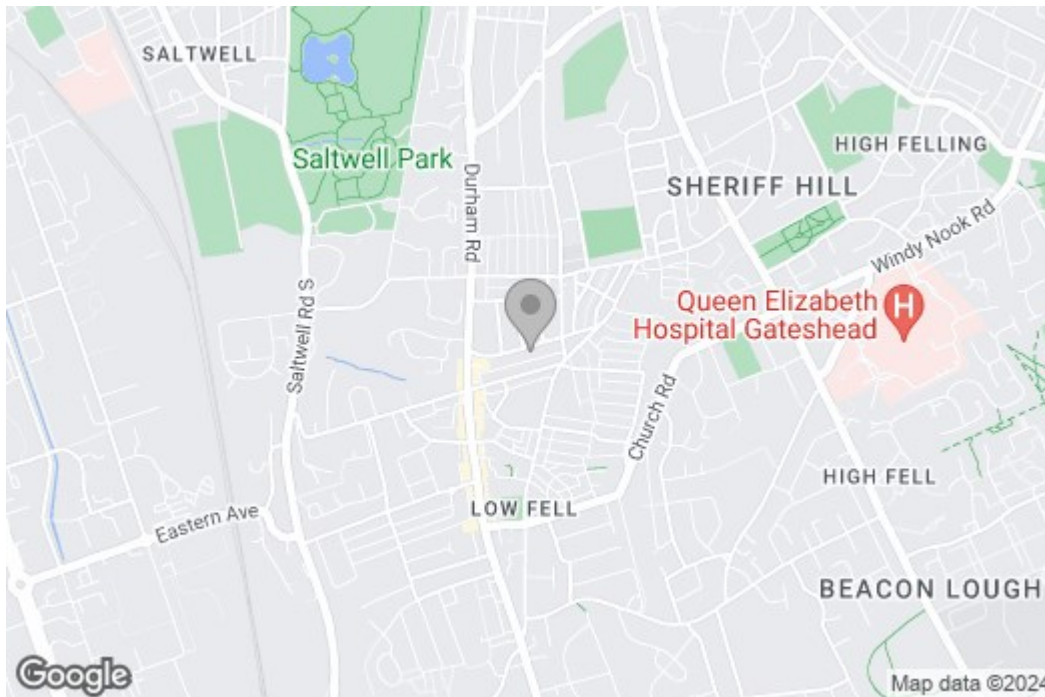 SALTWELL
Saltwell Park
Durham Rd
HIGH FELLING
SHERIFF HILL
Windy Nook Rd
Queen Elizabeth
Hospital Gateshead
H
Saltwell Rd S
Church Rd
HIGH FELL
LOW FELL
Eastern Ave
BEACON LOUGH
Google
Map data ©2024